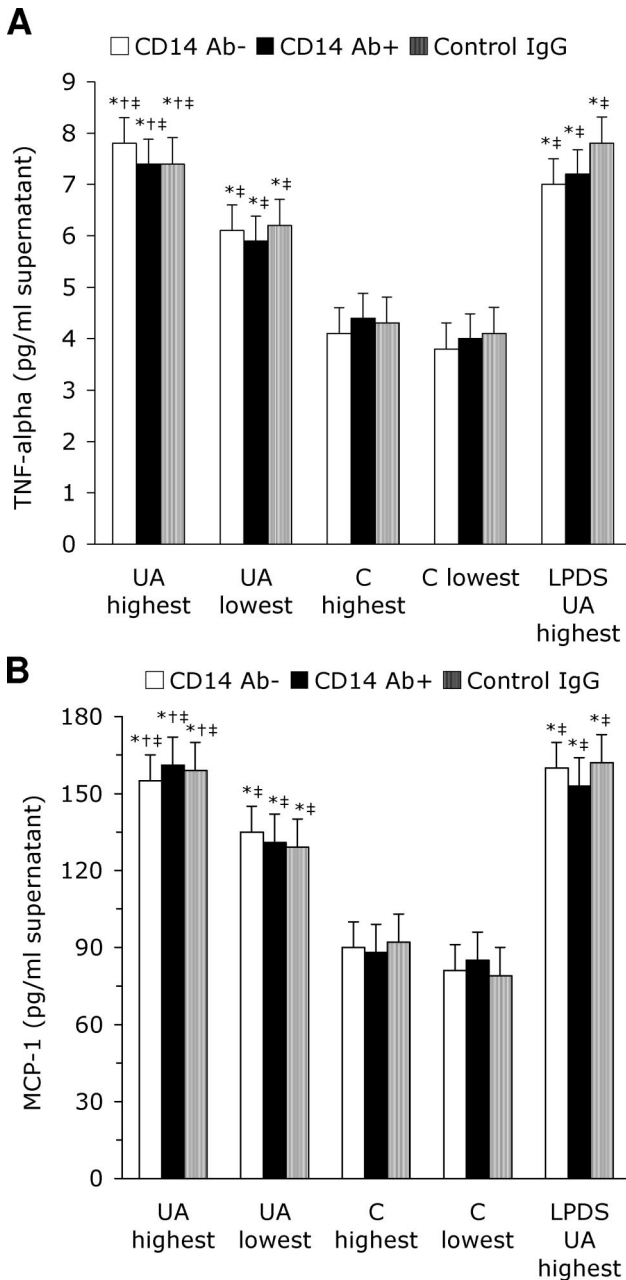 A
CD14 Ab- CD14 Ab+ Control IgG
TNF-alpha (pg/ml supernatant)
9
8
7
6
5
4
3
2
1
0
*†‡ *†‡ *†‡
*‡ *‡ *‡
*‡ *‡ *‡
UA highest
UA lowest
C highest
C lowest
LPDS UA highest
B
CD14 Ab- CD14 Ab+ Control IgG
MCP-1 (pg/ml supernatant)
180
150
120
90
60
30
0
*†‡ *†‡ *†‡
*‡ *‡ *‡
*‡ *‡ *‡
UA highest
UA lowest
C highest
C lowest
LPDS UA highest